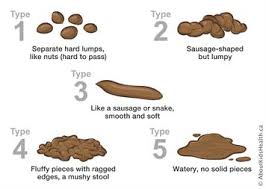 Type
1
Separate hard lumps,
like nuts (hard to pass)
Type
2
Sausage-shaped
but lumpy
Type
3
Like a sausage or snake,
smooth and soft
Type
4
Fluffy pieces with ragged
edges, a mushy stool
Type
5
Watery, no solid pieces
© AboutKidsHealth.ca